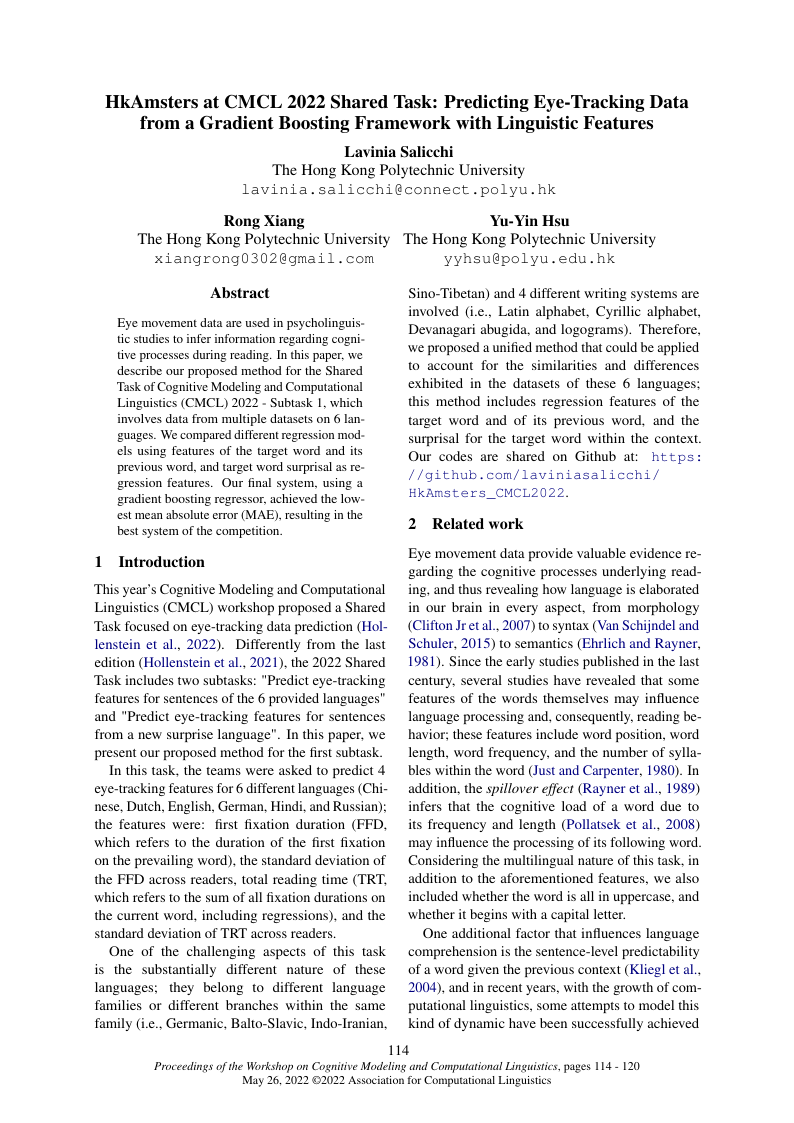 HkAmsters at CMCL 2022 Shared Task: Predicting Eye-Tracking Data
from a Gradient Boosting Framework with Linguistic Features
Lavinia Salicchi
The Hong Kong Polytechnic University
lavinia.salicchi@connect.polyu.hk
Rong Xiang
The Hong Kong Polytechnic University
xiangrong0302@gmail.com
Yu-Yin Hsu
The Hong Kong Polytechnic University
yyhsu@polyu.edu.hk
Abstract
Eye movement data are used in psycholinguis-
tic studies to infer information regarding cogni-
tive processes during reading. In this paper, we
describe our proposed method for the Shared
Task of Cognitive Modeling and Computational
Linguistics (CMCL) 2022 - Subtask 1, which
involves data from multiple datasets on 6 lan-
guages. We compared different regression mod-
els using features of the target word and its
previous word, and target word surprisal as re-
gression features. Our final system, using a
gradient boosting regressor, achieved the low-
est mean absolute error (MAE), resulting in the
best system of the competition.
1 Introduction
This year's Cognitive Modeling and Computational
Linguistics (CMCL) workshop proposed a Shared
Task focused on eye-tracking data prediction (Hol-
lenstein et al., 2022). Differently from the last
edition (Hollenstein et al., 2021), the 2022 Shared
Task includes two subtasks: "Predict eye-tracking
features for sentences of the 6 provided languages"
and "Predict eye-tracking features for sentences
from a new surprise language". In this paper, we
present our proposed method for the first subtask.
In this task, the teams were asked to predict 4
eye-tracking features for 6 different languages (Chi-
nese, Dutch, English, German, Hindi, and Russian);
the features were: first fixation duration (FFD,
which refers to the duration of the first fixation
on the prevailing word), the standard deviation of
the FFD across readers, total reading time (TRT,
which refers to the sum of all fixation durations on
the current word, including regressions), and the
standard deviation of TRT across readers.
One of the challenging aspects of this task
is the substantially different nature of these
languages; they belong to different language
families or different branches within the same
family (i.e., Germanic, Balto-Slavic, Indo-Iranian,
Sino-Tibetan) and 4 different writing systems are
involved (i.e., Latin alphabet, Cyrillic alphabet,
Devanagari abugida, and logograms). Therefore,
we proposed a unified method that could be applied
to account for the similarities and differences
exhibited in the datasets of these 6 languages;
this method includes regression features of the
target word and of its previous word, and the
surprisal for the target word within the context.
Our codes are shared on Github at: https:
//github.com/laviniasalicchi/
HkAmsters_CMCL2022.
2 Related work
Eye movement data provide valuable evidence re-
garding the cognitive processes underlying read-
ing, and thus revealing how language is elaborated
in our brain in every aspect, from morphology
(Clifton Jr et al., 2007) to syntax (Van Schijndel and
Schuler, 2015) to semantics (Ehrlich and Rayner,
1981). Since the early studies published in the last
century, several studies have revealed that some
features of the words themselves may influence
language processing and, consequently, reading be-
havior; these features include word position, word
length, word frequency, and the number of sylla-
bles within the word (Just and Carpenter, 1980). In
addition, the spillover effect (Rayner et al., 1989)
infers that the cognitive load of a word due to
its frequency and length (Pollatsek et al., 2008)
may influence the processing of its following word.
Considering the multilingual nature of this task, in
addition to the aforementioned features, we also
included whether the word is all in uppercase, and
whether it begins with a capital letter.
One additional factor that influences language
comprehension is the sentence-level predictability
of a word given the previous context (Kliegl et al.,
2004), and in recent years, with the growth of com-
putational linguistics, some attempts to model this
kind of dynamic have been successfully achieved
114
Proceedings of the Workshop on Cognitive Modeling and Computational Linguistics, pages 114 - 120
May 26, 2022 ©2022 Association for Computational Linguistics